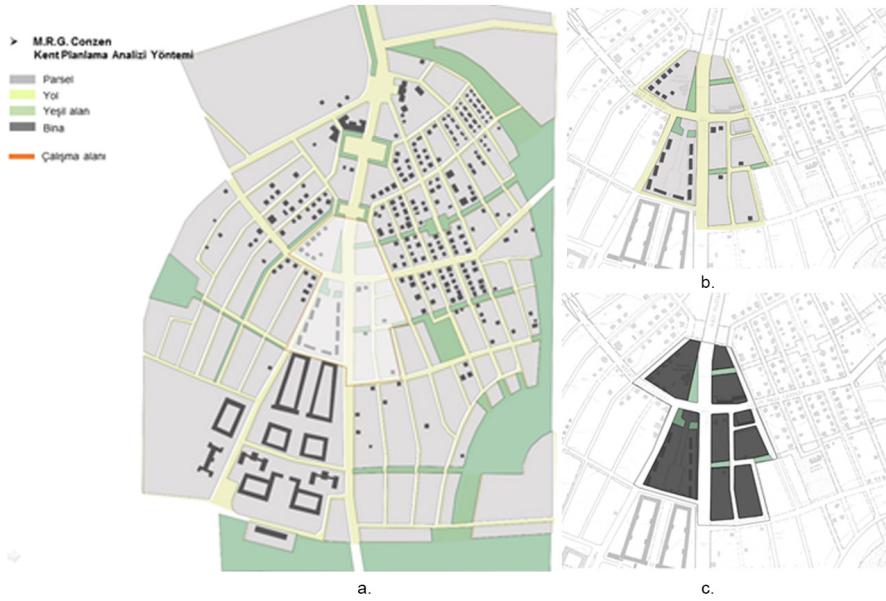 ➤ M.R.G. Conzen
Kent Planlama Analizi Yöntemi
Parsel
Yol
Yeşil alan
Bina
Çalışma alanı
a.
b.
c.